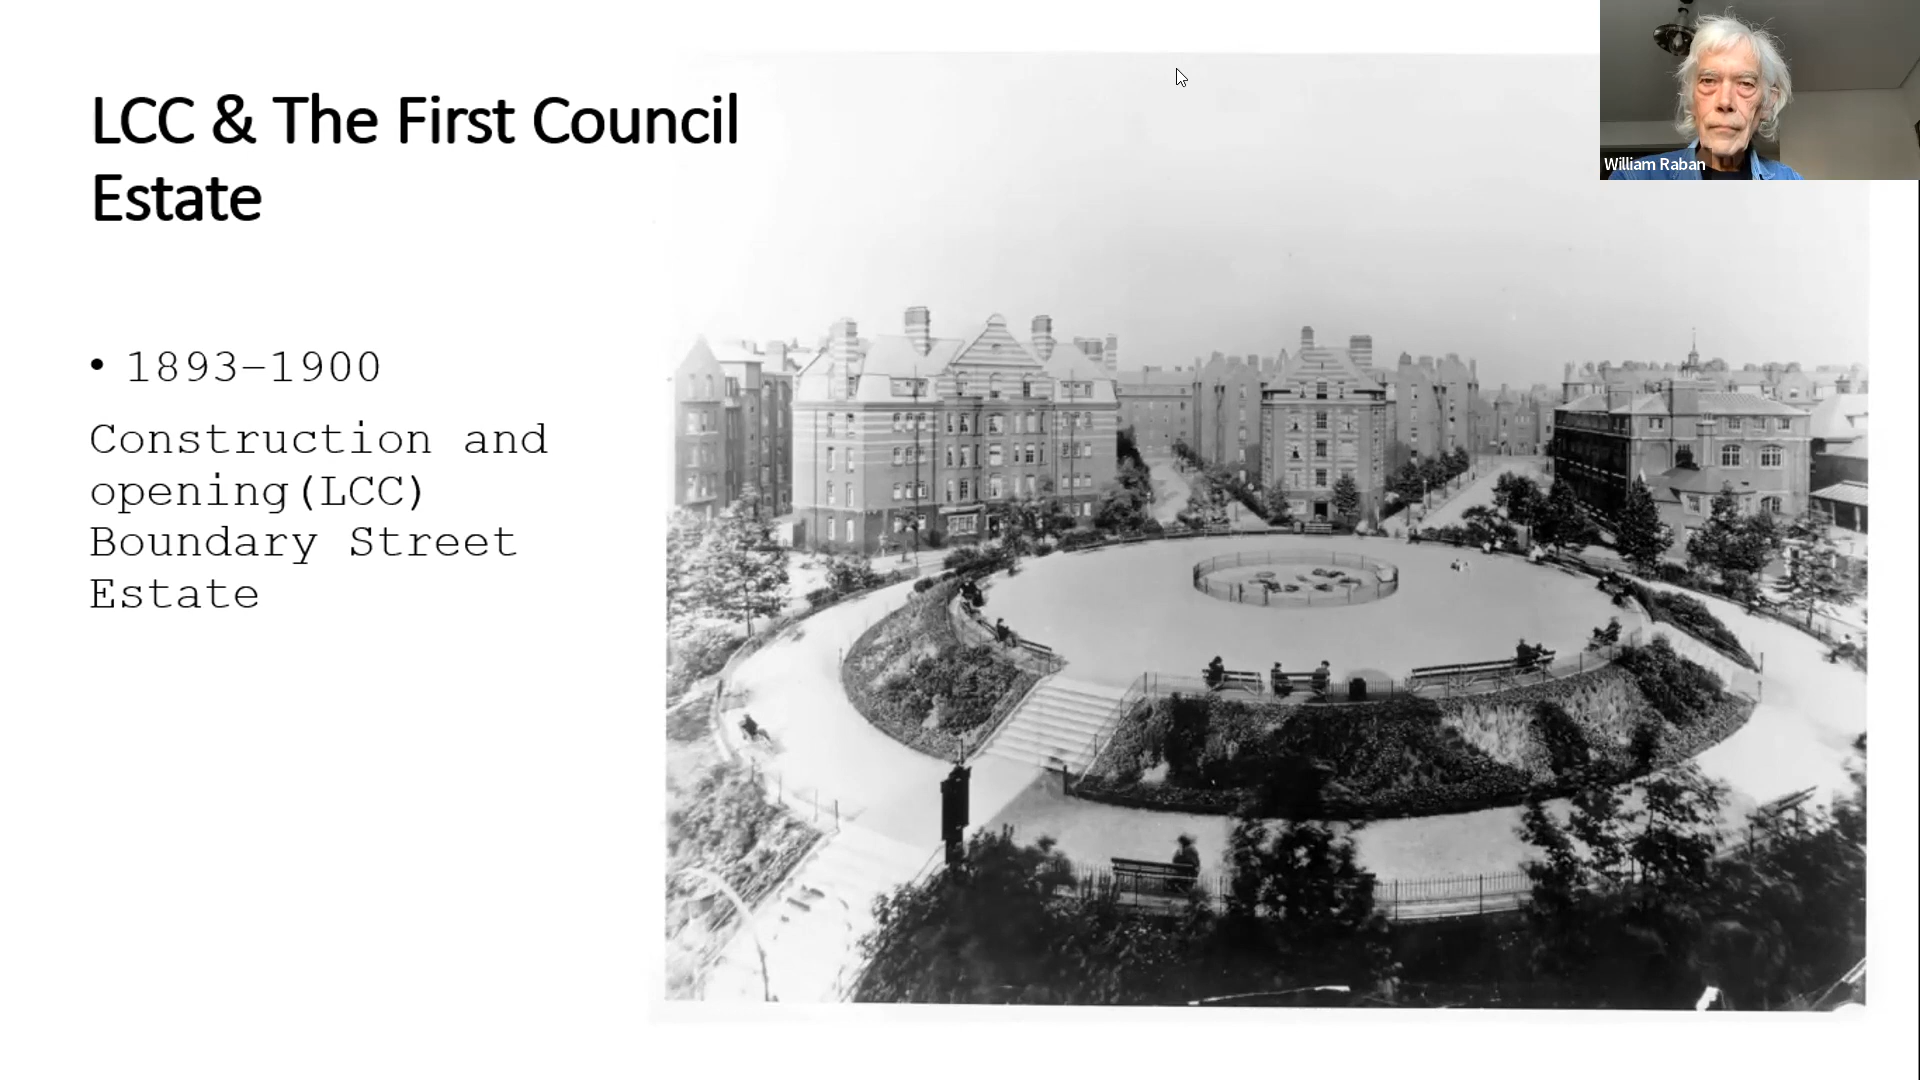 LCC & The First Council
Estate
• 1893–1900
Construction and
opening(LCC)
Boundary Street
Estate
William Raban